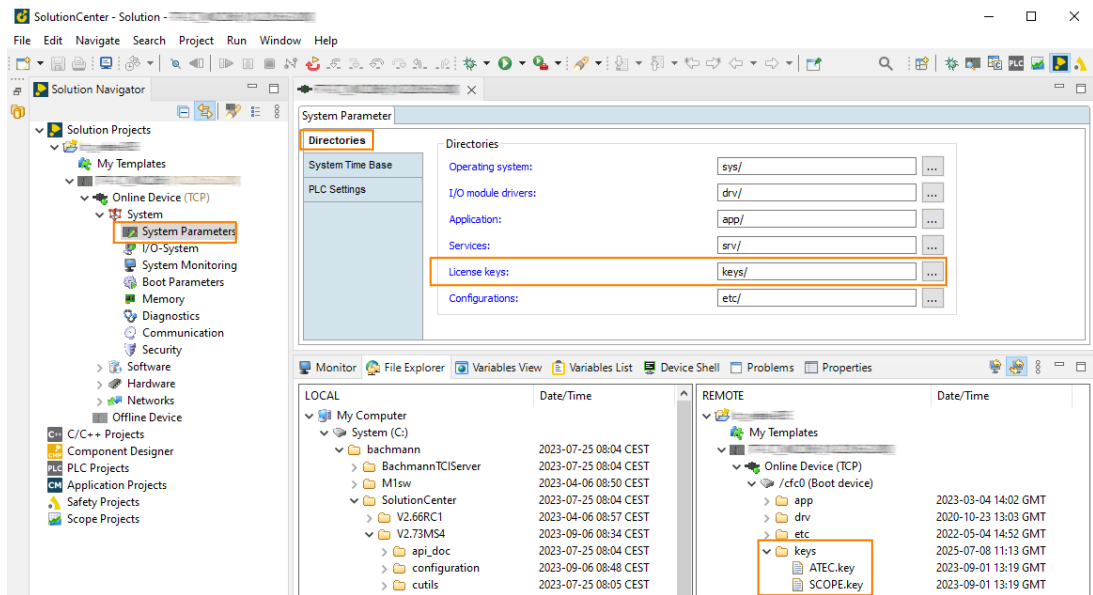 SolutionCenter - Solution -
File Edit Navigate Search Project Run Window Help
PLC
Solution Navigator
Solution Projects
My Templates
Online Device (TCP)
System
System Parameters
I/O-System
System Monitoring
Boot Parameters
Memory
Diagnostics
Communication
Security
Software
Hardware
Networks
Offline Device
C++ C/C++ Projects
CMP Component Designer
PLC PLC Projects
CM Application Projects
Safety Projects
Scope Projects
System Parameter
Directories
System Time Base
PLC Settings
Directories
Operating system: sys/ ...
I/O module drivers: drv/ ...
Application: app/ ...
Services: srv/ ...
License keys: keys/ ...
Configurations: etc/ ...
Monitor File Explorer Variables View Variables List Device Shell Problems Properties
LOCAL Date/Time
My Computer
System (C:)
bachmann 2023-07-25 08:04 CEST
BachmannTCIServer 2023-07-25 08:04 CEST
M1sw 2023-04-06 08:50 CEST
SolutionCenter 2023-07-25 08:04 CEST
V2.66RC1 2023-04-06 08:57 CEST
V2.73MS4 2023-09-06 08:34 CEST
api_doc 2023-07-25 08:04 CEST
configuration 2023-09-06 08:48 CEST
cutils 2023-07-25 08:05 CEST
REMOTE Date/Time
My Templates
Online Device (TCP)
/cfc0 (Boot device)
app 2023-03-04 14:02 GMT
drv 2020-10-23 13:03 GMT
etc 2022-05-04 14:52 GMT
keys 2025-07-08 11:13 GMT
ATEC.key 2023-09-01 13:19 GMT
SCOPE.key 2023-09-01 13:19 GMT